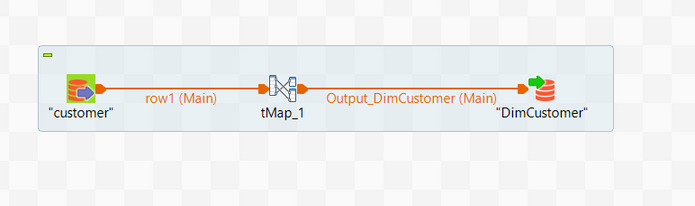 row1 (Main)
Output_DimCustomer (Main)
"customer"
tMap_1
"DimCustomer"